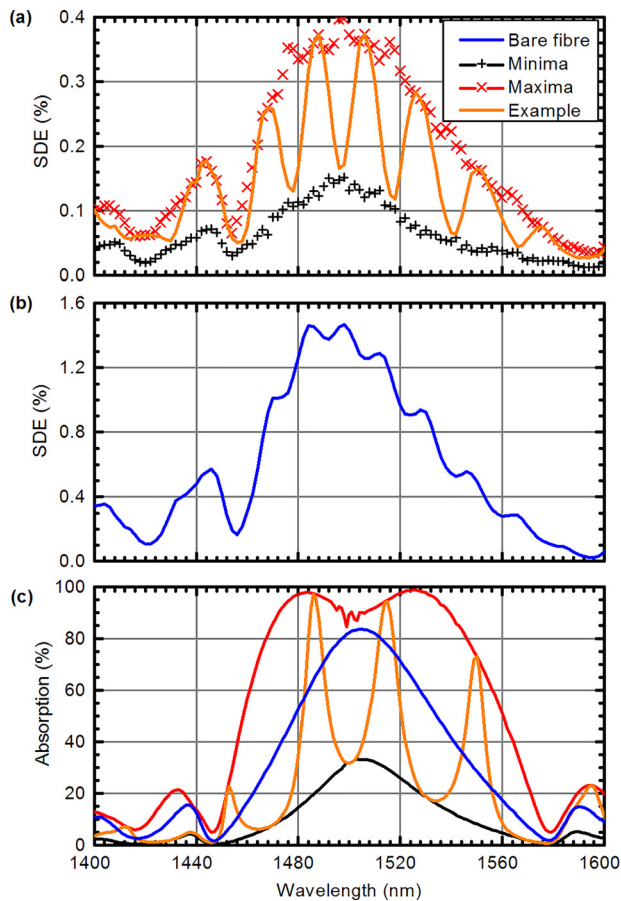 (a)
SDE (%)
0.4
0.3
0.2
0.1
0.0
Bare fibre
Minima
Maxima
Example
(b)
SDE (%)
1.6
1.2
0.8
0.4
0.0
(c)
Absorption (%)
100
80
60
40
20
0
1400 1440 1480 1520 1560 1600
Wavelength (nm)